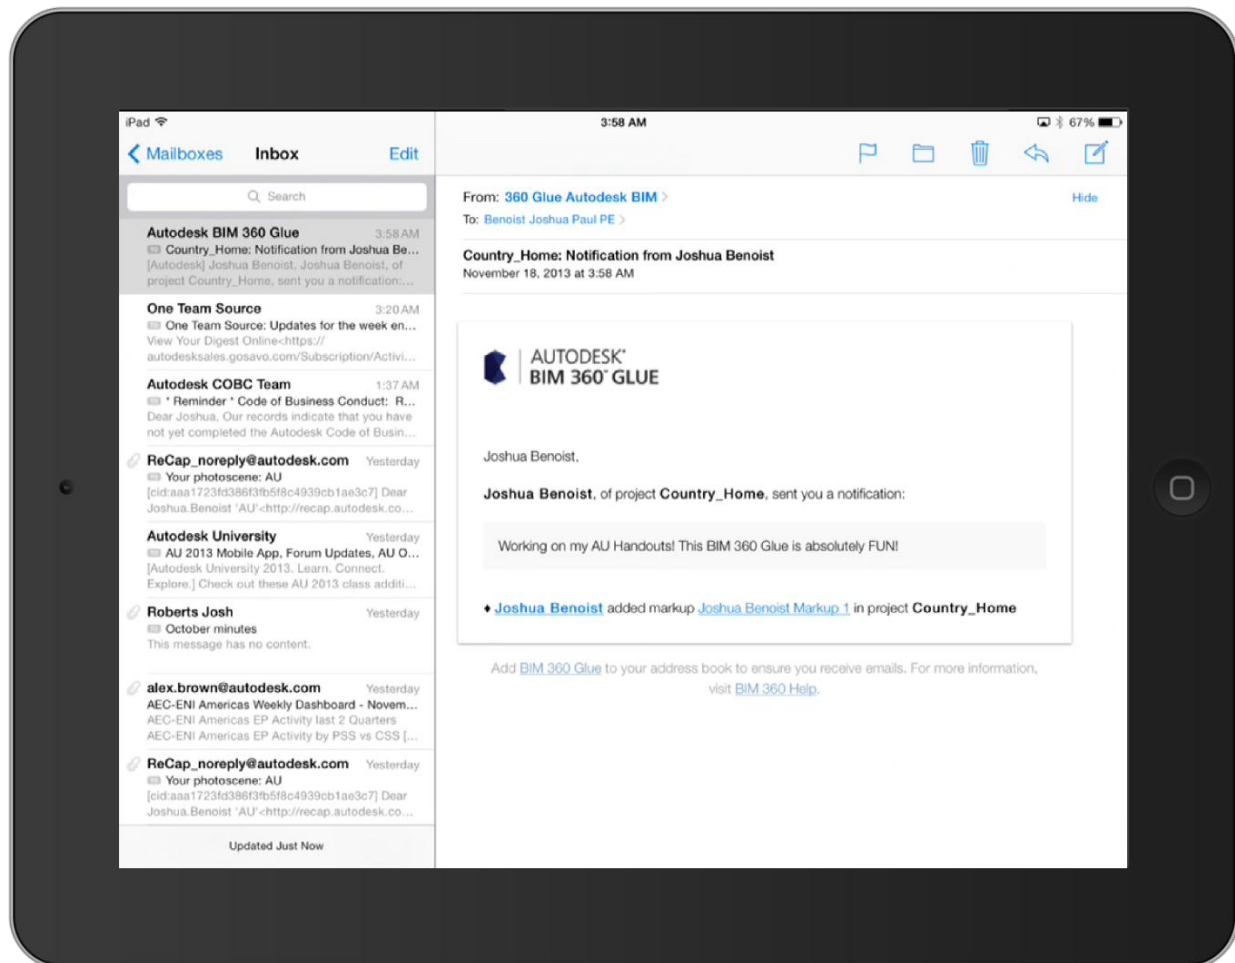 iPad
3:58 AM
67%
Mailboxes
Inbox
Edit
Search
Autodesk BIM 360 Glue 3:58 AM
Country_Home: Notification from Joshua Be...
[Autodesk] Joshua Benoist, Joshua Benoist, of
project Country_Home, sent you a notification:...
One Team Source 3:20 AM
One Team Source: Updates for the week en...
View Your Digest Online<https://
autodesksales.gosavo.com/Subscription/Activi...
Autodesk COBC Team 1:37 AM
* Reminder * Code of Business Conduct: R...
Dear Joshua, Our records indicate that you have
not yet completed the Autodesk Code of Busin...
ReCap_noreply@autodesk.com Yesterday
Your photoscene: AU
[cid:aaa1723fd386f3fb5f8c4939cb1ae3c7] Dear
Joshua.Benoist 'AU'<http://recap.autodesk.co...
Autodesk University Yesterday
AU 2013 Mobile App, Forum Updates, AU O...
[Autodesk University 2013. Learn. Connect.
Explore.] Check out these AU 2013 class additi...
Roberts Josh Yesterday
October minutes
This message has no content.
alex.brown@autodesk.com Yesterday
AEC-ENI Americas Weekly Dashboard - Novem...
AEC-ENI Americas EP Activity last 2 Quarters
AEC-ENI Americas EP Activity by PSS vs CSS [...
ReCap_noreply@autodesk.com Yesterday
Your photoscene: AU
[cid:aaa1723fd386f3fb5f8c4939cb1ae3c7] Dear
Joshua.Benoist 'AU'<http://recap.autodesk.co...
Updated Just Now
From: 360 Glue Autodesk BIM
Hide
To: Benoist Joshua Paul PE
Country_Home: Notification from Joshua Benoist
November 18, 2013 at 3:58 AM
AUTODESK®
BIM 360™ GLUE
Joshua Benoist,
Joshua Benoist, of project Country_Home, sent you a notification:
Working on my AU Handouts! This BIM 360 Glue is absolutely FUN!
♦ Joshua Benoist added markup Joshua Benoist Markup 1 in project Country_Home
Add BIM 360 Glue to your address book to ensure you receive emails. For more information,
visit BIM 360 Help.